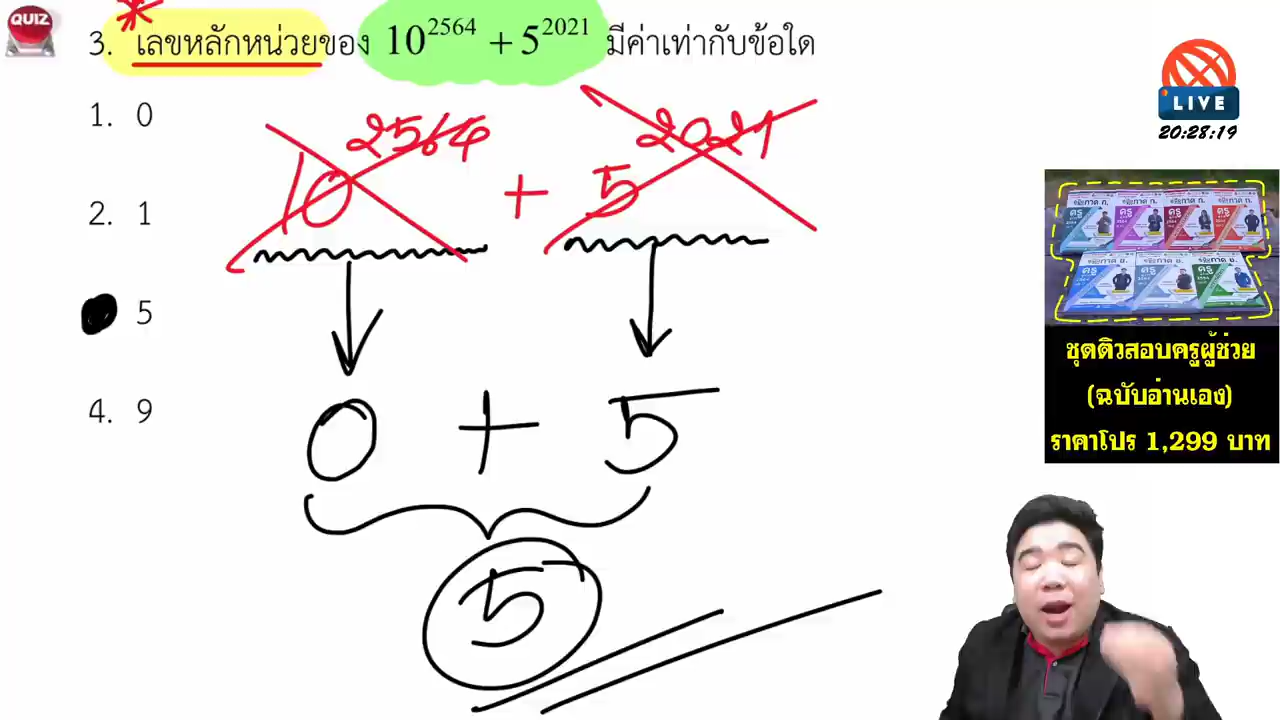 QUIZ
3. เลขหลักหน่วยของ 10^2564 + 5^2021 มีค่าเท่ากับข้อใด
1. 0
2. 1
5
4. 9
10^2564 + 5^2021
0 + 5
5
LIVE
20:28:19
ชุดติวสอบครูผู้ช่วย
(ฉบับอ่านเอง)
ราคาโปร 1,299 บาท